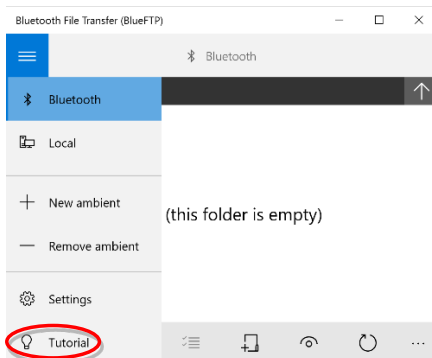 Bluetooth File Transfer (BlueFTP)
Bluetooth
Bluetooth
Local
New ambient
(this folder is empty)
Remove ambient
Settings
Tutorial